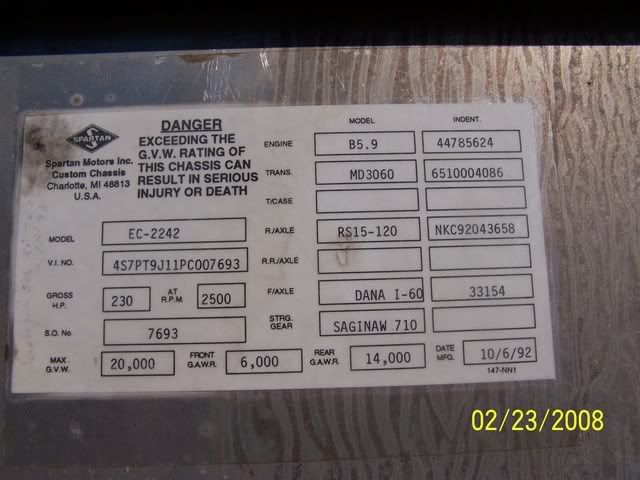 SPARTAN
Spartan Motors Inc.
Custom Chassis
Charlotte, MI 48813
U.S.A.
DANGER
EXCEEDING THE
G.V.W. RATING OF
THIS CHASSIS CAN
RESULT IN SERIOUS
INJURY OR DEATH
MODEL INDENT.
ENGINE B5.9 44785624
TRANS. MD3060 6510004086
T/CASE
MODEL EC-2242 R/AXLE RS15-120 NKC92043658
V.I. NO. 4S7PT9J11PC007693 R.R/AXLE
GROSS H.P. 230 AT R.P.M. 2500 F/AXLE DANA I-60 33154
S.O. No. 7693 STRG. GEAR SAGINAW 710
MAX. G.V.W. 20,000 FRONT G.A.W.R. 6,000 REAR G.A.W.R. 14,000 DATE MFG. 10/6/92
147-NN1
02/23/2008